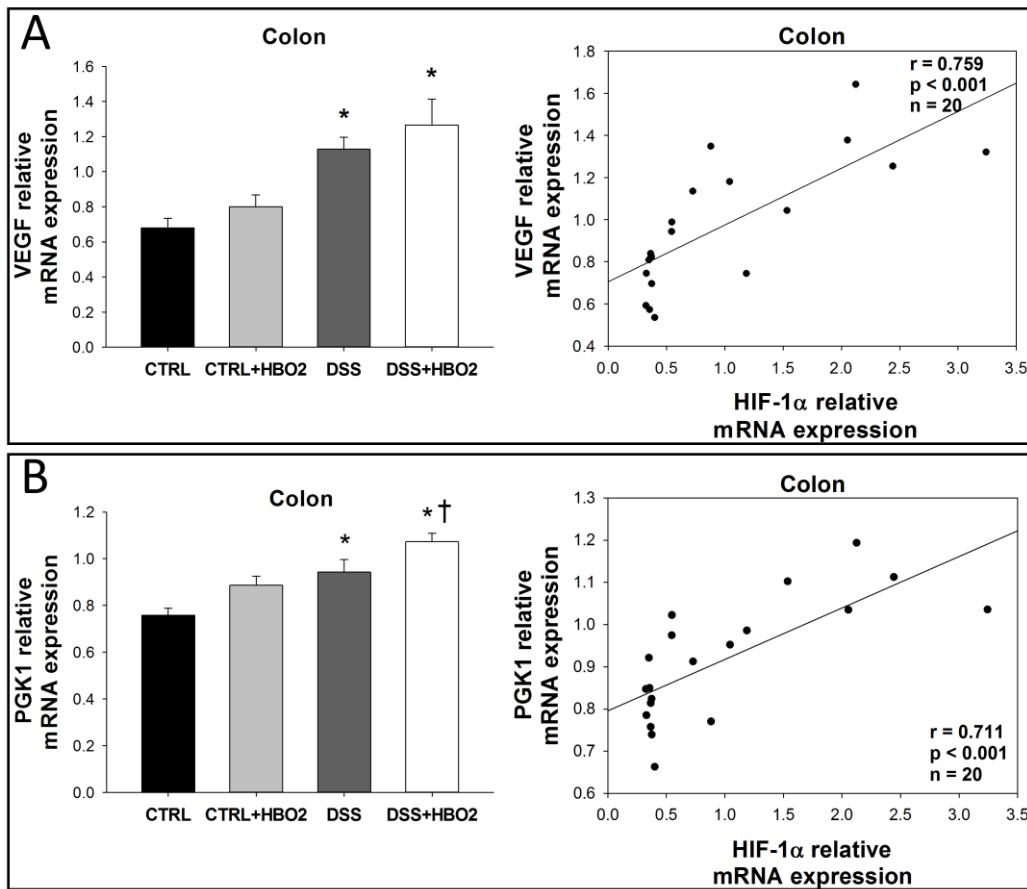 A
Colon
VEGF relative
mRNA expression
1.6
1.4
1.2
1.0
0.8
0.6
0.4
0.2
0.0
*
*
CTRL
CTRL+HBO2
DSS
DSS+HBO2
Colon
VEGF relative
mRNA expression
1.8
1.6
1.4
1.2
1.0
0.8
0.6
0.4
r = 0.759
p < 0.001
n = 20
0.0 0.5 1.0 1.5 2.0 2.5 3.0 3.5
HIF-1α relative
mRNA expression
B
Colon
PGK1 relative
mRNA expression
1.2
1.0
0.8
0.6
0.4
0.2
0.0
*
*†
CTRL
CTRL+HBO2
DSS
DSS+HBO2
Colon
PGK1 relative
mRNA expression
1.3
1.2
1.1
1.0
0.9
0.8
0.7
0.6
r = 0.711
p < 0.001
n = 20
0.0 0.5 1.0 1.5 2.0 2.5 3.0 3.5
HIF-1α relative
mRNA expression